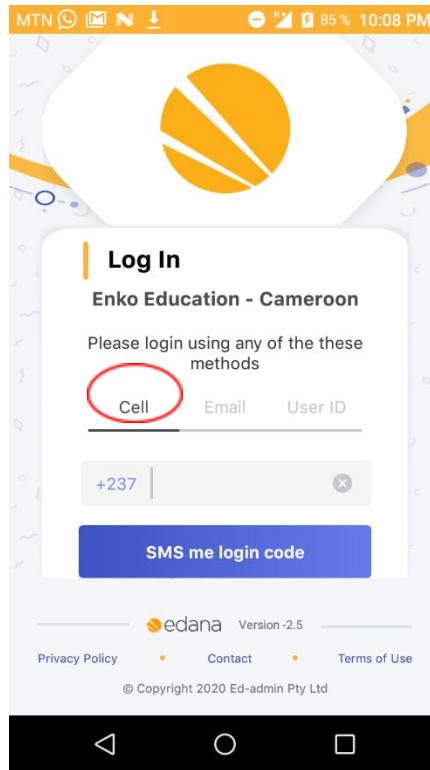 MTN 85 % 10:08 PM
Log In
Enko Education - Cameroon
Please login using any of the these
methods
Cell Email User ID
+237
SMS me login code
edana Version -2.5
Privacy Policy • Contact • Terms of Use
© Copyright 2020 Ed-admin Pty Ltd